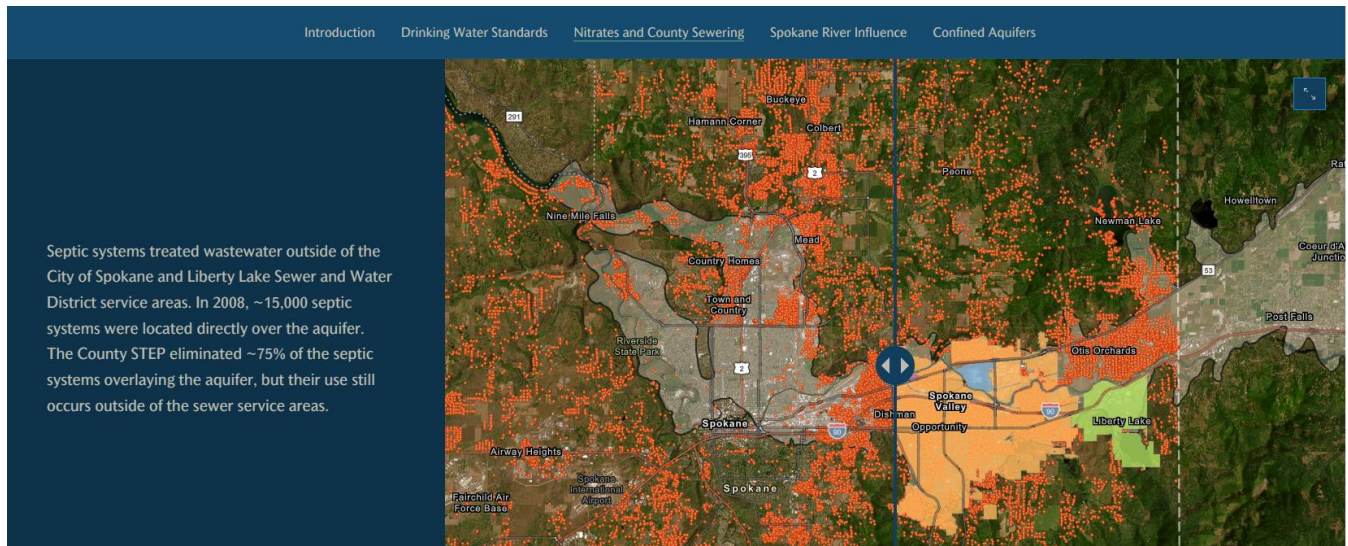 Introduction
Drinking Water Standards
Nitrates and County Sewering
Spokane River Influence
Confined Aquifers
Septic systems treated wastewater outside of the
City of Spokane and Liberty Lake Sewer and Water
District service areas. In 2008, ~15,000 septic
systems were located directly over the aquifer.
The County STEP eliminated ~75% of the septic
systems overlaying the aquifer, but their use still
occurs outside of the sewer service areas.
Buckeye
291
Hamann Corner
Colbert
395
2
Peone
Ra
Howelltown
Nine Mile Falls
Newman Lake
Mead
Coeur d'A
Junctio
Country Homes
53
Town and
Country
Post Falls
Riverside
State Park
Otis Orchards
2
Spokane
Valley
90
Dishman
Liberty Lake
Spokane
90
Opportunity
Airway Heights
Spokane
International
Airport
Spokane
Fairchild Air
Force Base